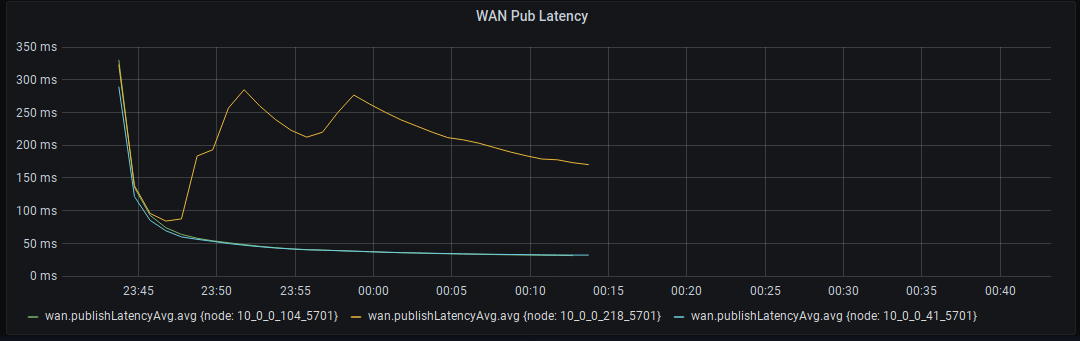 WAN Pub Latency
350 ms
300 ms
250 ms
200 ms
150 ms
100 ms
50 ms
0 ms
23:45 23:50 23:55 00:00 00:05 00:10 00:15 00:20 00:25 00:30 00:35 00:40
wan.publishLatencyAvg.avg {node: 10_0_0_104_5701} wan.publishLatencyAvg.avg {node: 10_0_0_218_5701} wan.publishLatencyAvg.avg {node: 10_0_0_41_5701}